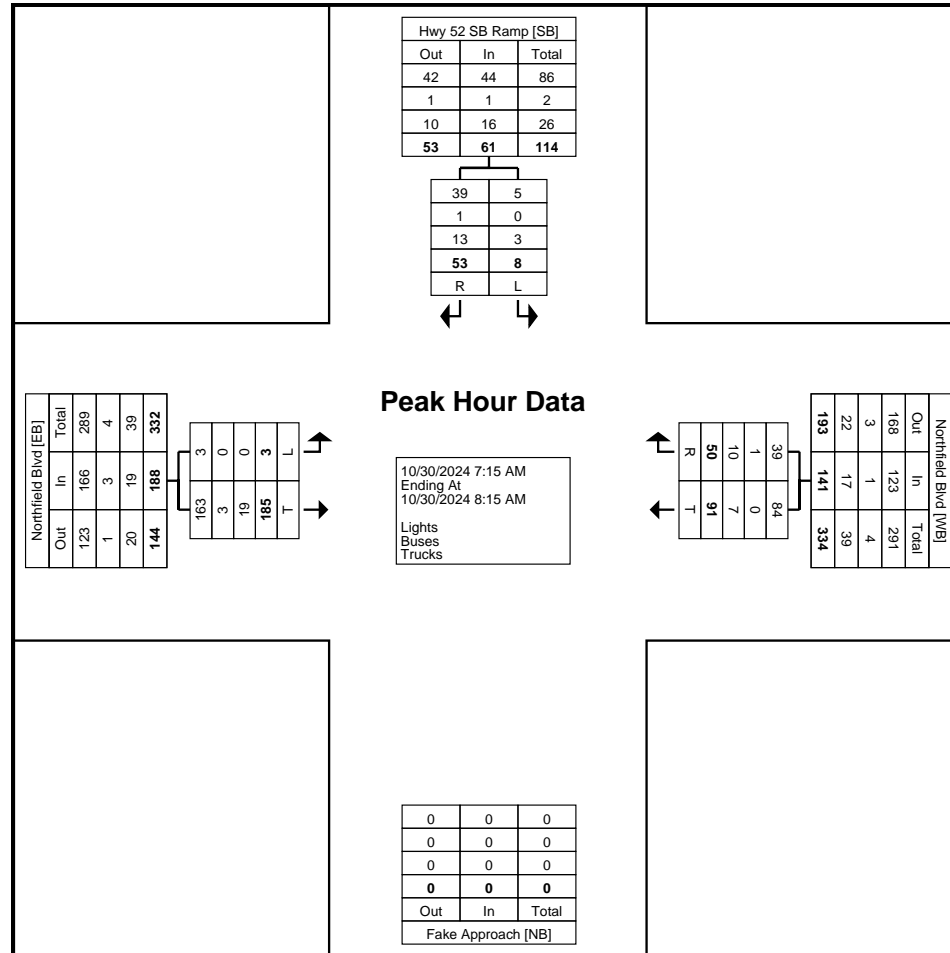 Hwy 52 SB Ramp [SB]
Out In Total
42 44 86
1 1 2
10 16 26
53 61 114
39 5
1 0
13 3
53 8
R L
Northfield Blvd [EB]
Out In Total
123 166 289
1 3 4
20 19 39
144 188 332
163 3
3 0
19 0
185 3
T L
Peak Hour Data
10/30/2024 7:15 AM
Ending At
10/30/2024 8:15 AM
Lights
Buses
Trucks
Northfield Blvd [WB]
Out In Total
168 123 291
3 1 4
22 17 39
193 141 334
39 84
1 0
10 7
50 91
R T
0 0 0
0 0 0
0 0 0
0 0 0
Out In Total
Fake Approach [NB]